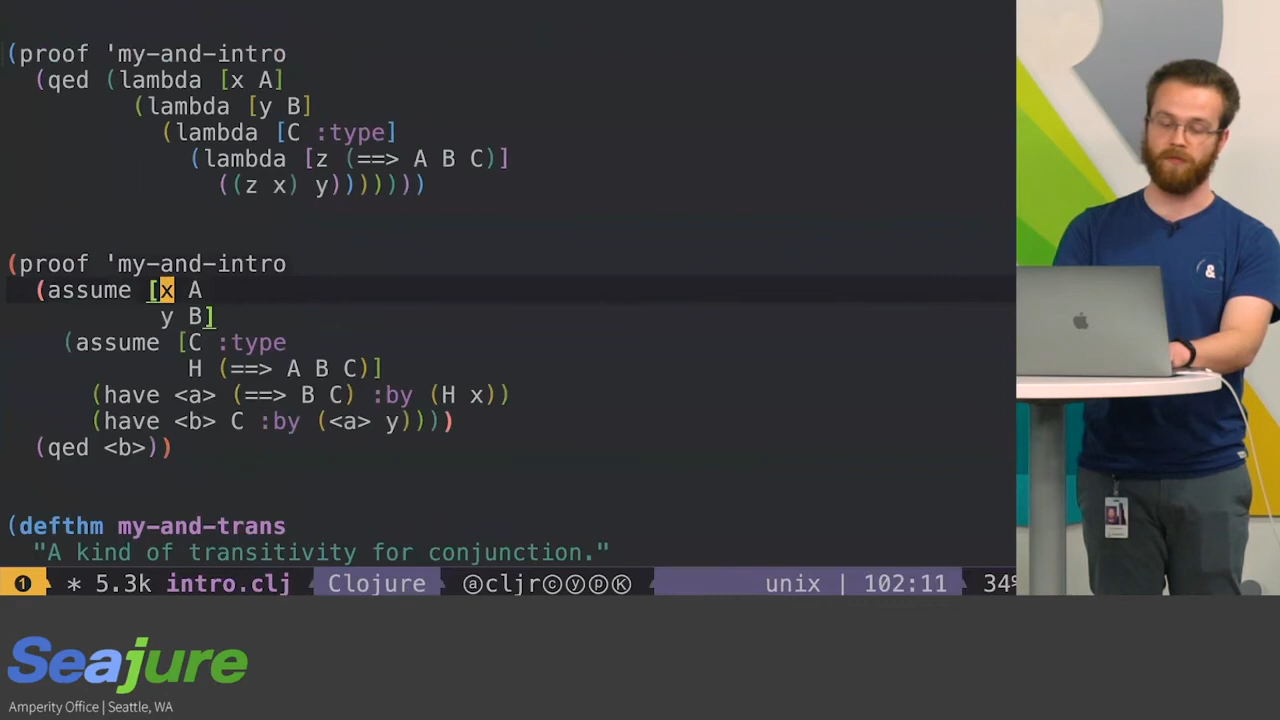 (proof 'my-and-intro
(qed (lambda [x A]
(lambda [y B]
(lambda [C :type]
(lambda [z (==> A B C)]
((z x) y)))))))
(proof 'my-and-intro
(assume [x A
y B]
(assume [C :type
H (==> A B C)]
(have <a> (==> B C) :by (H x))
(have <b> C :by (<a> y))))
(qed <b>))
(defthm my-and-trans
"A kind of transitivity for conjunction."
❶ * 5.3k intro.clj Clojure ⓐcljrⓒⓨⓟⓀ unix | 102:11 34%
&
Seajure
Amperity Office | Seattle, WA